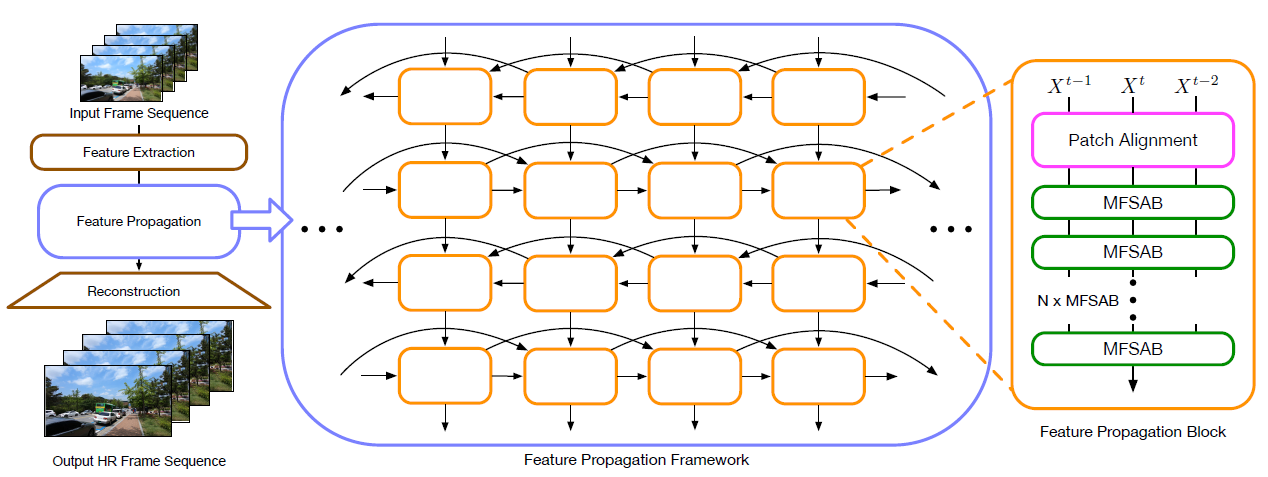 Input Frame Sequence
Feature Extraction
Feature Propagation
Reconstruction
Output HR Frame Sequence
Feature Propagation Framework
X^{t-1} X^t X^{t-2}
Patch Alignment
MFSAB
MFSAB
N x MFSAB
MFSAB
Feature Propagation Block